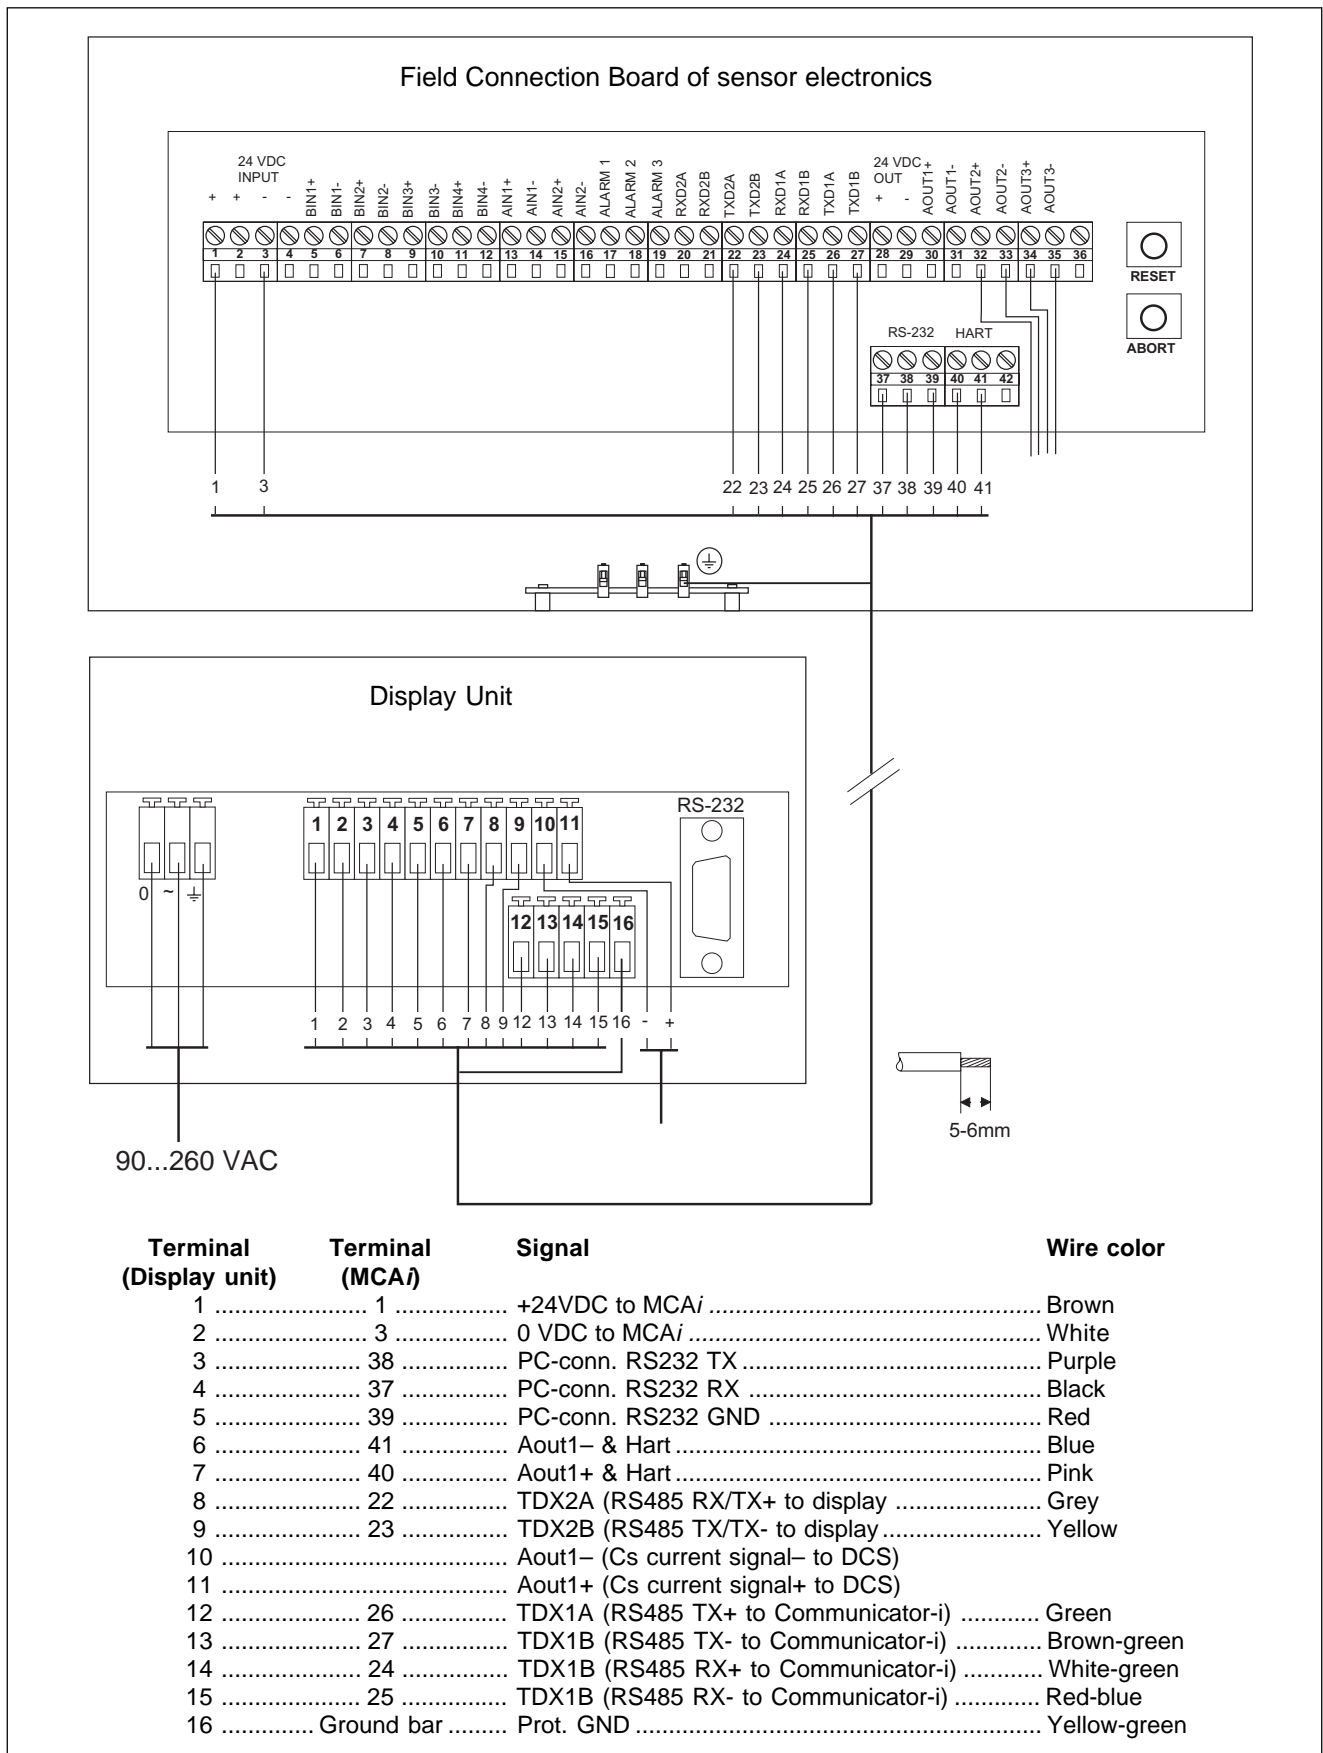 Field Connection Board of sensor electronics
24 VDC INPUT
+ + - - BIN1+ BIN1- BIN2+ BIN2- BIN3+ BIN3- BIN4+ BIN4- AIN1+ AIN1- AIN2+ AIN2- ALARM 1 ALARM 2 ALARM 3 RXD2A RXD2B TXD2A TXD2B RXD1A RXD1B TXD1A TXD1B
24 VDC OUT
+ - AOUT1+ AOUT1- AOUT2+ AOUT2- AOUT3+ AOUT3-
1 2 3 4 5 6 7 8 9 10 11 12 13 14 15 16 17 18 19 20 21 22 23 24 25 26 27 28 29 30 31 32 33 34 35 36
RESET
ABORT
RS-232 HART
37 38 39 40 41 42
1 3 22 23 24 25 26 27 37 38 39 40 41
Display Unit
RS-232
1 2 3 4 5 6 7 8 9 10 11
0 ~
12 13 14 15 16
1 2 3 4 5 6 7 8 9 12 13 14 15 16 - +
5-6mm
90...260 VAC
Terminal Terminal Signal Wire color
(Display unit) (MCAi)
1 ...................... 1 ................. +24VDC to MCAi ......................................... Brown
2 ...................... 3 ................. 0 VDC to MCAi ........................................... White
3 ..................... 38 ................ PC-conn. RS232 TX ..................................... Purple
4 ..................... 37 ................ PC-conn. RS232 RX .................................... Black
5 ..................... 39 ................ PC-conn. RS232 GND .................................. Red
6 ..................... 41 ................ Aout1– & Hart .............................................. Blue
7 ..................... 40 ................ Aout1+ & Hart .............................................. Pink
8 ..................... 22 ................ TDX2A (RS485 RX/TX+ to display ................... Grey
9 ..................... 23 ................ TDX2B (RS485 TX/TX- to display .................... Yellow
10 ........................................... Aout1– (Cs current signal– to DCS)
11 ........................................... Aout1+ (Cs current signal+ to DCS)
12 .................... 26 ................ TDX1A (RS485 TX+ to Communicator-i) ............ Green
13 .................... 27 ................ TDX1B (RS485 TX- to Communicator-i) ............. Brown-green
14 .................... 24 ................ TDX1B (RS485 RX+ to Communicator-i) ............ White-green
15 .................... 25 ................ TDX1B (RS485 RX- to Communicator-i) ............. Red-blue
16 .............. Ground bar ......... Prot. GND ................................................... Yellow-green